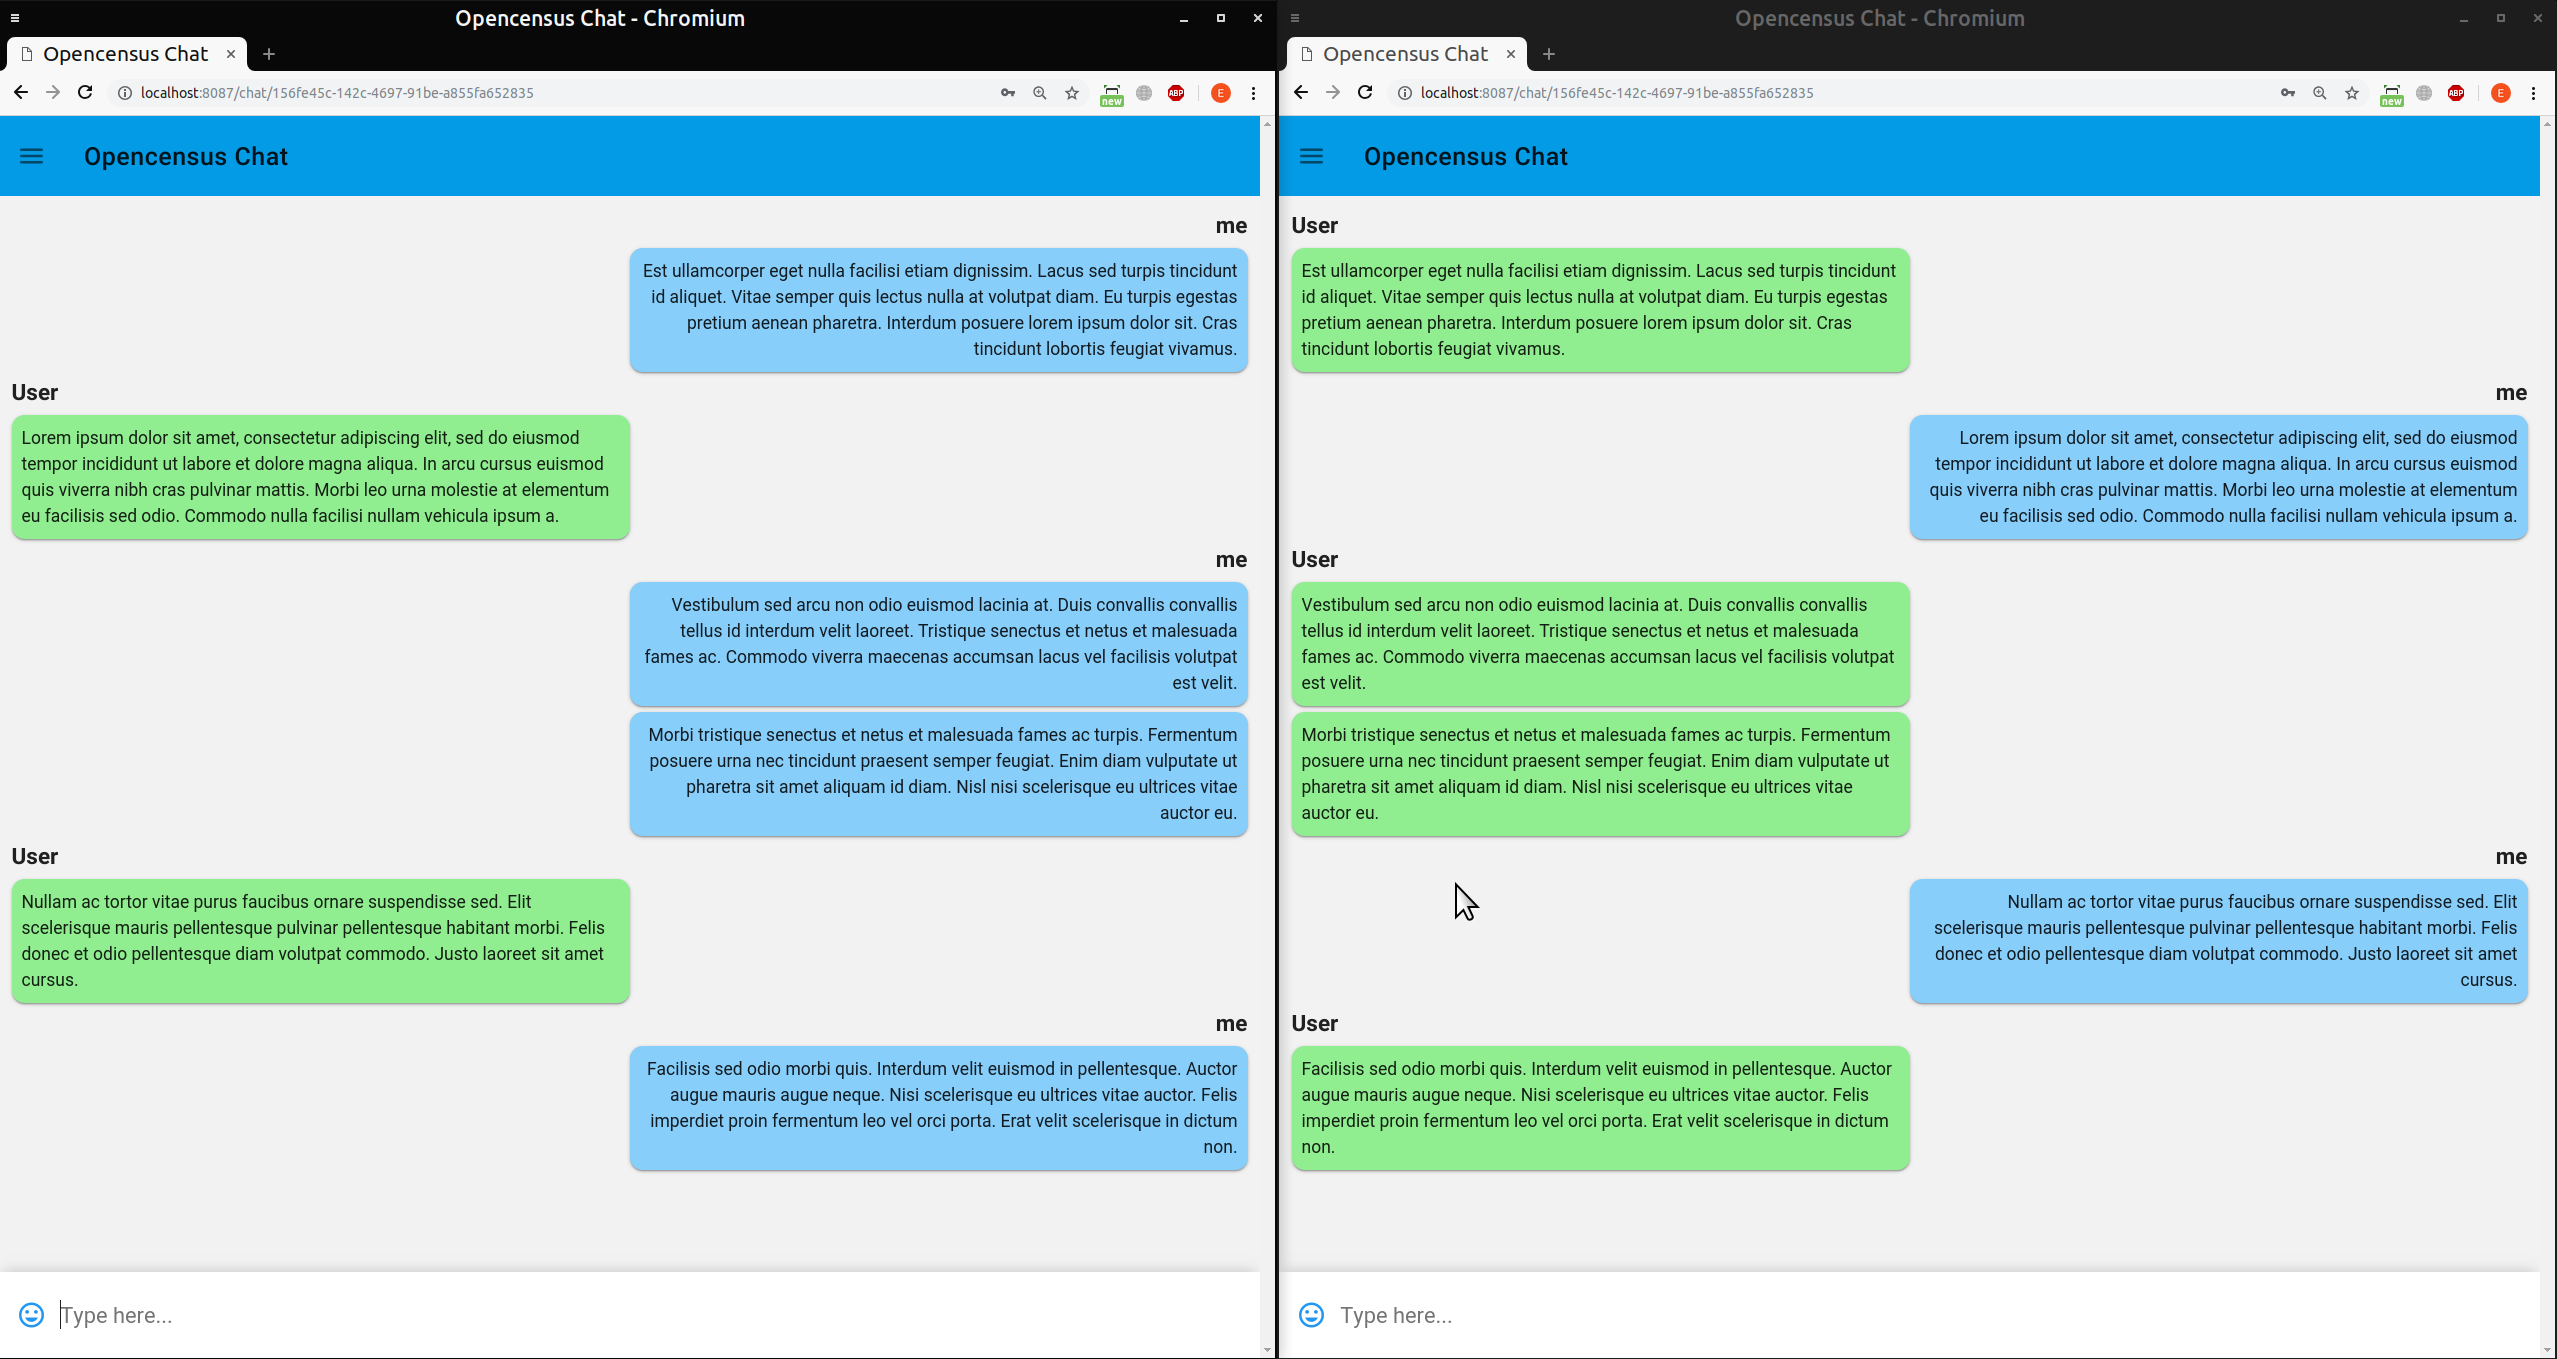 Opencensus Chat - Chromium
Opencensus Chat
localhost:8087/chat/156fe45c-142c-4697-91be-a855fa652835
new
ABP
E
Opencensus Chat
me
Est ullamcorper eget nulla facilisi etiam dignissim. Lacus sed turpis tincidunt
id aliquet. Vitae semper quis lectus nulla at volutpat diam. Eu turpis egestas
pretium aenean pharetra. Interdum posuere lorem ipsum dolor sit. Cras
tincidunt lobortis feugiat vivamus.
User
Lorem ipsum dolor sit amet, consectetur adipiscing elit, sed do eiusmod
tempor incididunt ut labore et dolore magna aliqua. In arcu cursus euismod
quis viverra nibh cras pulvinar mattis. Morbi leo urna molestie at elementum
eu facilisis sed odio. Commodo nulla facilisi nullam vehicula ipsum a.
me
Vestibulum sed arcu non odio euismod lacinia at. Duis convallis convallis
tellus id interdum velit laoreet. Tristique senectus et netus et malesuada
fames ac. Commodo viverra maecenas accumsan lacus vel facilisis volutpat
est velit.
Morbi tristique senectus et netus et malesuada fames ac turpis. Fermentum
posuere urna nec tincidunt praesent semper feugiat. Enim diam vulputate ut
pharetra sit amet aliquam id diam. Nisl nisi scelerisque eu ultrices vitae
auctor eu.
User
Nullam ac tortor vitae purus faucibus ornare suspendisse sed. Elit
scelerisque mauris pellentesque pulvinar pellentesque habitant morbi. Felis
donec et odio pellentesque diam volutpat commodo. Justo laoreet sit amet
cursus.
me
Facilisis sed odio morbi quis. Interdum velit euismod in pellentesque. Auctor
augue mauris augue neque. Nisi scelerisque eu ultrices vitae auctor. Felis
imperdiet proin fermentum leo vel orci porta. Erat velit scelerisque in dictum
non.
Type here...
Opencensus Chat - Chromium
Opencensus Chat
localhost:8087/chat/156fe45c-142c-4697-91be-a855fa652835
new
ABP
E
Opencensus Chat
User
Est ullamcorper eget nulla facilisi etiam dignissim. Lacus sed turpis tincidunt
id aliquet. Vitae semper quis lectus nulla at volutpat diam. Eu turpis egestas
pretium aenean pharetra. Interdum posuere lorem ipsum dolor sit. Cras
tincidunt lobortis feugiat vivamus.
me
Lorem ipsum dolor sit amet, consectetur adipiscing elit, sed do eiusmod
tempor incididunt ut labore et dolore magna aliqua. In arcu cursus euismod
quis viverra nibh cras pulvinar mattis. Morbi leo urna molestie at elementum
eu facilisis sed odio. Commodo nulla facilisi nullam vehicula ipsum a.
User
Vestibulum sed arcu non odio euismod lacinia at. Duis convallis convallis
tellus id interdum velit laoreet. Tristique senectus et netus et malesuada
fames ac. Commodo viverra maecenas accumsan lacus vel facilisis volutpat
est velit.
Morbi tristique senectus et netus et malesuada fames ac turpis. Fermentum
posuere urna nec tincidunt praesent semper feugiat. Enim diam vulputate ut
pharetra sit amet aliquam id diam. Nisl nisi scelerisque eu ultrices vitae
auctor eu.
me
Nullam ac tortor vitae purus faucibus ornare suspendisse sed. Elit
scelerisque mauris pellentesque pulvinar pellentesque habitant morbi. Felis
donec et odio pellentesque diam volutpat commodo. Justo laoreet sit amet
cursus.
User
Facilisis sed odio morbi quis. Interdum velit euismod in pellentesque. Auctor
augue mauris augue neque. Nisi scelerisque eu ultrices vitae auctor. Felis
imperdiet proin fermentum leo vel orci porta. Erat velit scelerisque in dictum
non.
Type here...